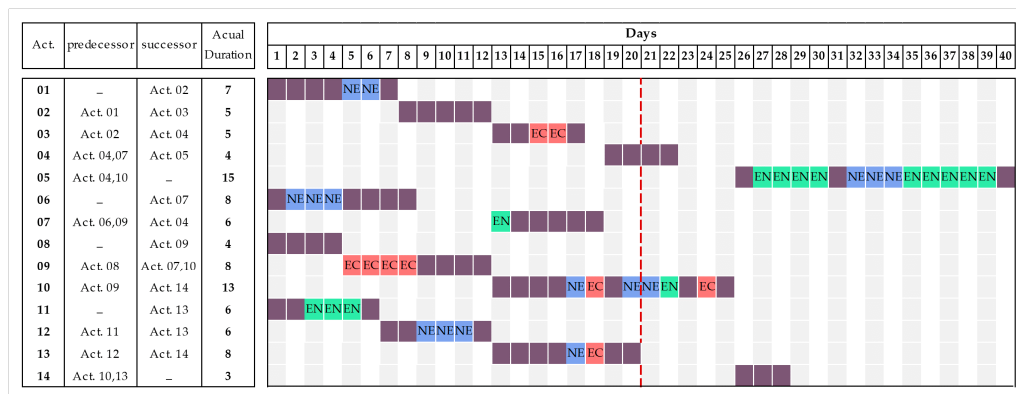 Act. predecessor successor Acual Duration Days
1 2 3 4 5 6 7 8 9 10 11 12 13 14 15 16 17 18 19 20 21 22 23 24 25 26 27 28 29 30 31 32 33 34 35 36 37 38 39 40
01 – Act. 02 7 NE NE
02 Act. 01 Act. 03 5
03 Act. 02 Act. 04 5 EC EC
04 Act. 04,07 Act. 05 4
05 Act. 04,10 – 15 EN EN EN EN NE NE NE EN EN EN EN EN
06 – Act. 07 8 NE NE NE
07 Act. 06,09 Act. 04 6 EN
08 – Act. 09 4
09 Act. 08 Act. 07,10 8 EC EC EC EC
10 Act. 09 Act. 14 13 NE EC NE NE EN EC
11 – Act. 13 6 EN EN EN
12 Act. 11 Act. 13 6 NE NE NE
13 Act. 12 Act. 14 8 NE EC
14 Act. 10,13 – 3